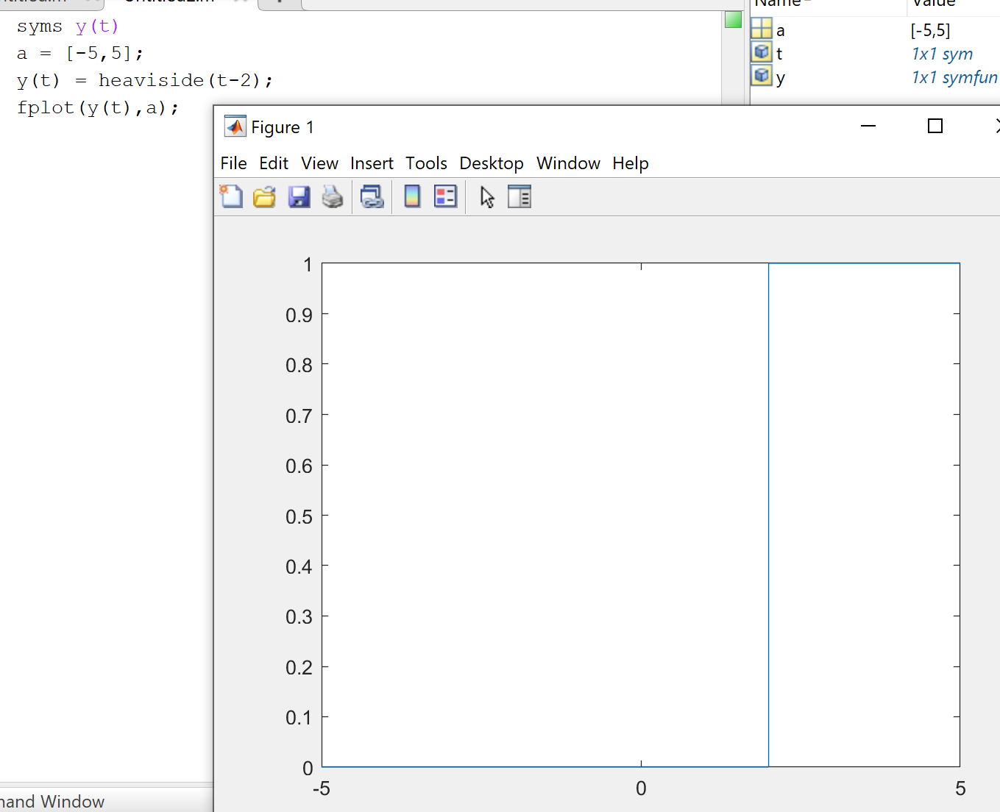 Name
Value
syms y(t)
a = [-5,5];
y(t) = heaviside(t-2);
fplot(y(t),a);
a [-5,5]
t 1x1 sym
y 1x1 symfun
Figure 1
File Edit View Insert Tools Desktop Window Help
1
0.9
0.8
0.7
0.6
0.5
0.4
0.3
0.2
0.1
0
-5 0 5
Window